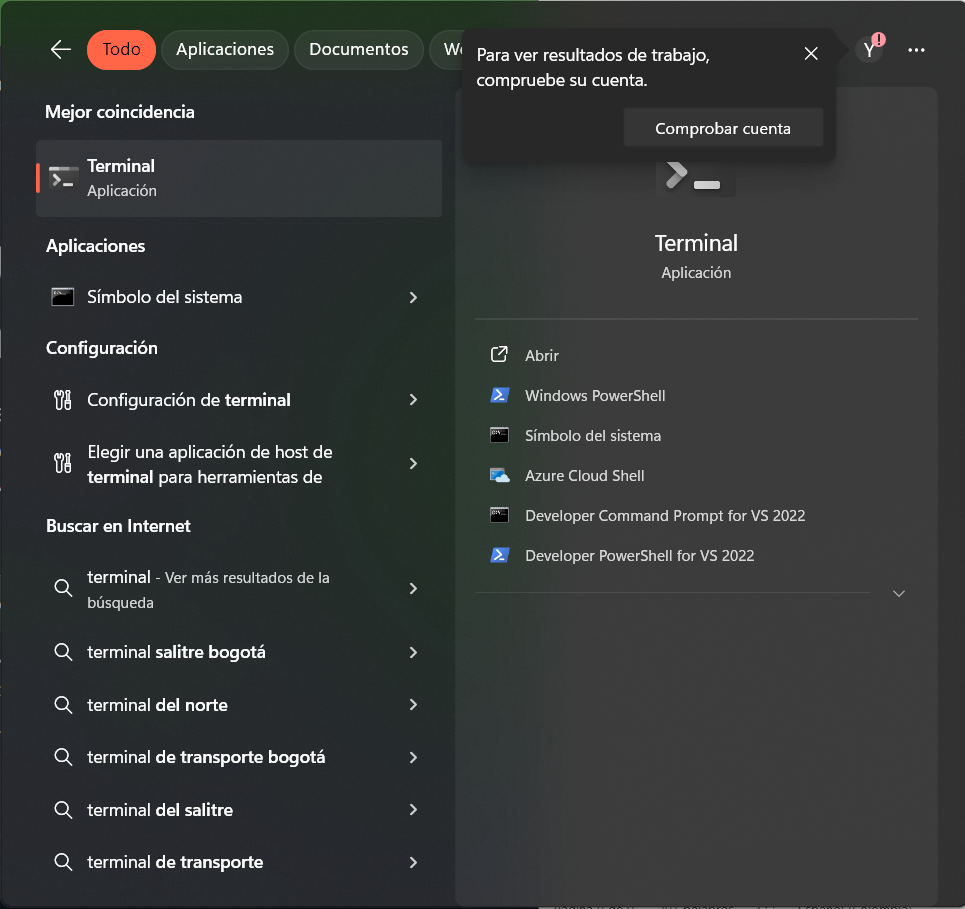 Todo
Aplicaciones
Documentos
Para ver resultados de trabajo,
compruebe su cuenta.
Comprobar cuenta
Y
Mejor coincidencia
Terminal
Aplicación
Aplicaciones
Símbolo del sistema
Configuración
Configuración de terminal
Elegir una aplicación de host de
terminal para herramientas de
Buscar en Internet
terminal - Ver más resultados de la
búsqueda
terminal salitre bogotá
terminal del norte
terminal de transporte bogotá
terminal del salitre
terminal de transporte
Terminal
Aplicación
Abrir
Windows PowerShell
Símbolo del sistema
Azure Cloud Shell
Developer Command Prompt for VS 2022
Developer PowerShell for VS 2022